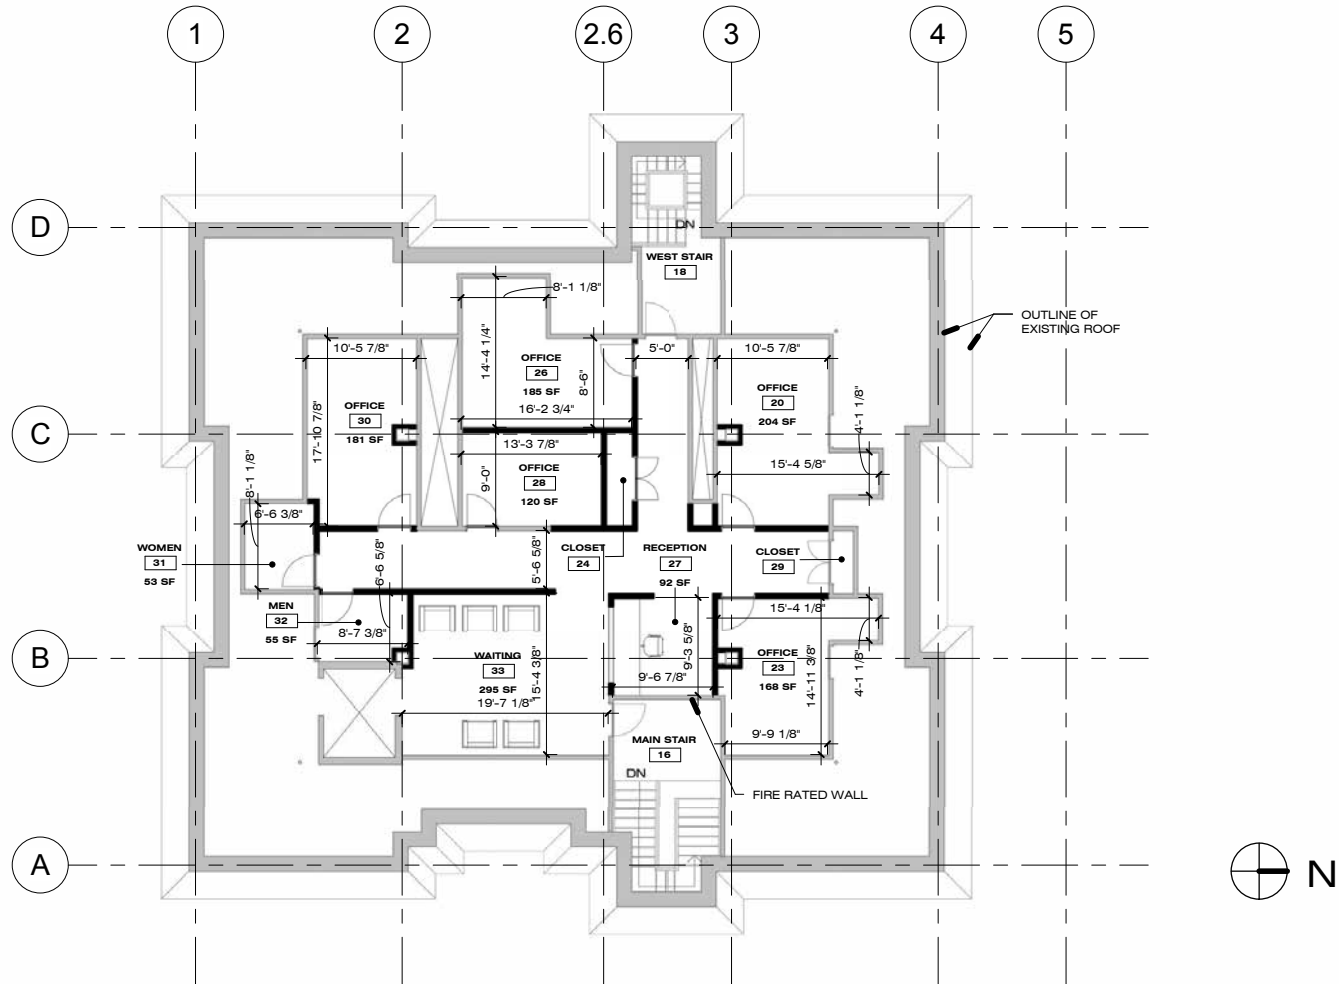 1
2
2.6
3
4
5
D
DN
WEST STAIR
18
8'-1 1/8"
OUTLINE OF
EXISTING ROOF
10'-5 7/8"
14'-4 1/4"
OFFICE
26
185 SF
8'-6"
5'-0"
10'-5 7/8"
16'-2 3/4"
OFFICE
30
181 SF
17'-10 7/8"
OFFICE
20
204 SF
4'-1 1/8"
C
13'-3 7/8"
OFFICE
28
120 SF
9'-0"
15'-4 5/8"
8'-1 1/8"
6'-6 3/8"
WOMEN
31
53 SF
6'-6 5/8"
5'-6 5/8"
CLOSET
24
RECEPTION
27
92 SF
CLOSET
29
MEN
32
55 SF
8'-7 3/8"
15'-4 1/8"
9'-3 5/8"
B
WAITING
33
295 SF
15'-4 3/8"
9'-6 7/8"
OFFICE
23
168 SF
14'-11 3/8"
4'-1 1/8"
19'-7 1/8"
MAIN STAIR
16
9'-9 1/8"
DN
FIRE RATED WALL
A
N